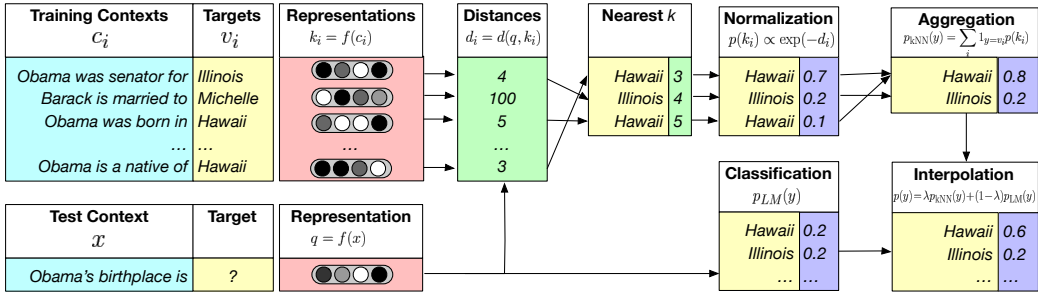 Training Contexts
c_i
Targets
v_i
Obama was senator for Illinois
Barack is married to Michelle
Obama was born in Hawaii
... ...
Obama is a native of Hawaii
Representations
k_i = f(c_i)
...
Distances
d_i = d(q, k_i)
4
100
5
...
3
Nearest k
Hawaii 3
Illinois 4
Hawaii 5
Normalization
p(k_i) ∝ exp(−d_i)
Hawaii 0.7
Illinois 0.2
Hawaii 0.1
Aggregation
p_kNN(y) = ∑_i 1_{y=v_i} p(k_i)
Hawaii 0.8
Illinois 0.2
Test Context
x
Target
Obama's birthplace is ?
Representation
q = f(x)
Classification
p_LM(y)
Hawaii 0.2
Illinois 0.2
... ...
Interpolation
p(y) = λp_kNN(y) + (1−λ)p_LM(y)
Hawaii 0.6
Illinois 0.2
... ...